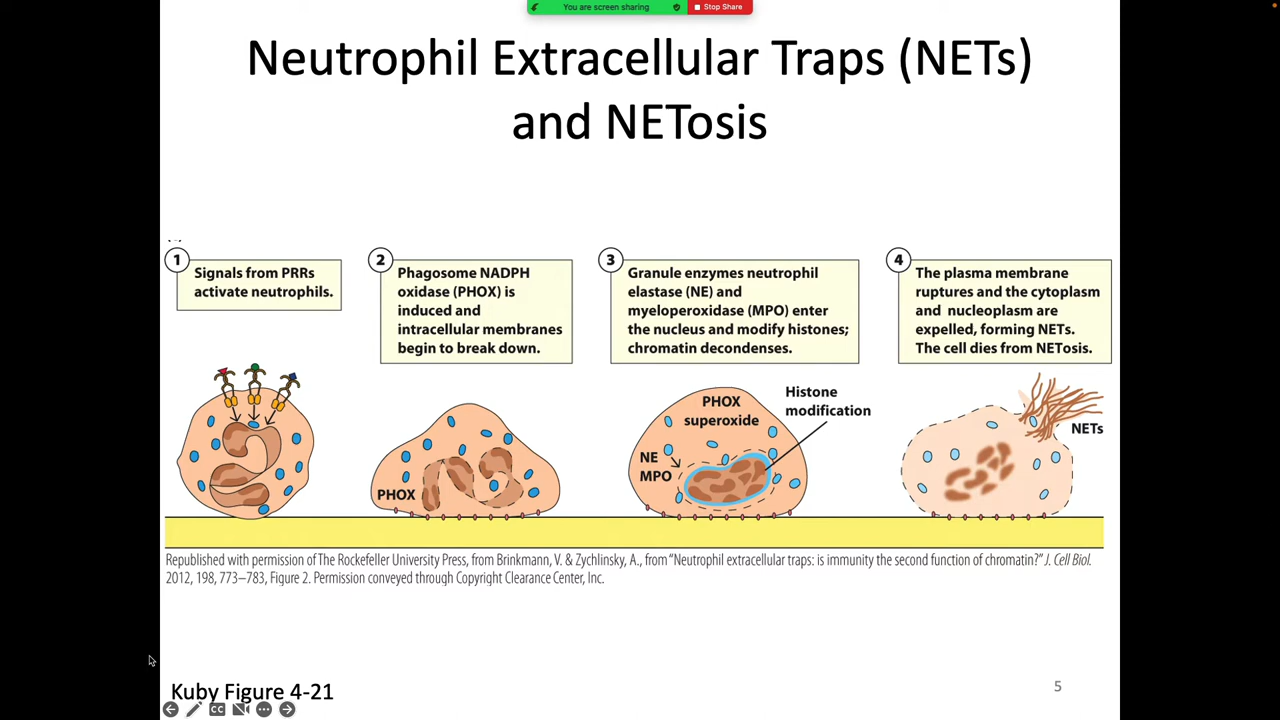 You are screen sharing
Stop Share
Neutrophil Extracellular Traps (NETs)
and NETosis
1
Signals from PRRs
activate neutrophils.
2
Phagosome NADPH
oxidase (PHOX) is
induced and
intracellular membranes
begin to break down.
3
Granule enzymes neutrophil
elastase (NE) and
myeloperoxidase (MPO) enter
the nucleus and modify histones;
chromatin decondenses.
4
The plasma membrane
ruptures and the cytoplasm
and nucleoplasm are
expelled, forming NETs.
The cell dies from NETosis.
PHOX
PHOX
superoxide
NE
MPO
Histone
modification
NETs
Republished with permission of The Rockefeller University Press, from Brinkmann, V. & Zychlinsky, A., from “Neutrophil extracellular traps: is immunity the second function of chromatin?” J. Cell Biol.
2012, 198, 773–783, Figure 2. Permission conveyed through Copyright Clearance Center, Inc.
Kuby Figure 4-21
5
CC